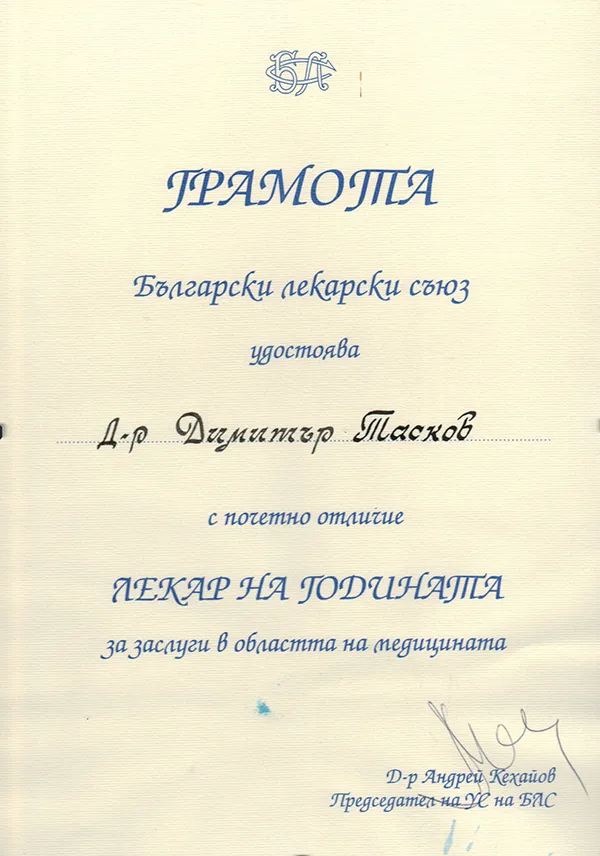 БЛС
ГРАМОТА
Български лекарски съюз
удостоява
Д-р Димитър Тасков
с почетно отличие
ЛЕКАР НА ГОДИНАТА
за заслуги в областта на медицината
Д-р Андрей Кехайов
Председател на УС на БЛС